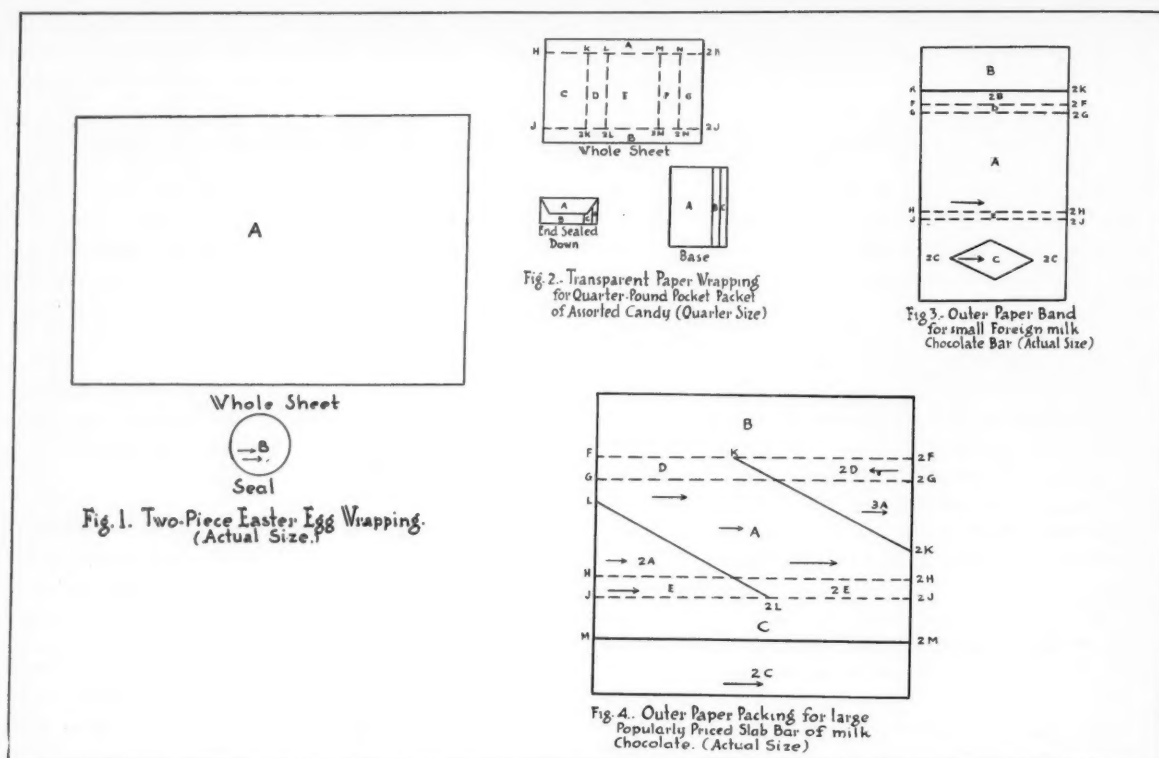 A
Whole Sheet
B
Seal
Fig. 1. Two-Piece Easter Egg Wrapping.
(Actual Size.)
H K L A M N
C D E F G
J 2K 2L B 2M 2N 2J
Whole Sheet
A
B C
End Sealed
Down
A B C
Base
Fig. 2.- Transparent Paper Wrapping
for Quarter-Pound Pocket Packet
of Assorted Candy (Quarter Size)
B
K 2B 2K
F D 2F
G 2G
A
H 2H
J 2J
2C C 2C
Fig 3.- Outer Paper Band
for small Foreign milk
Chocolate Bar (Actual Size)
B
F K 2F
D 2D
G 2G
L 3A
A
2A 2K
H 2H
E 2E
J 2L 2J
C
M 2M
2C
Fig. 4.. Outer Paper Packing for large
Popularly Priced Slab Bar of milk
Chocolate. (Actual Size)